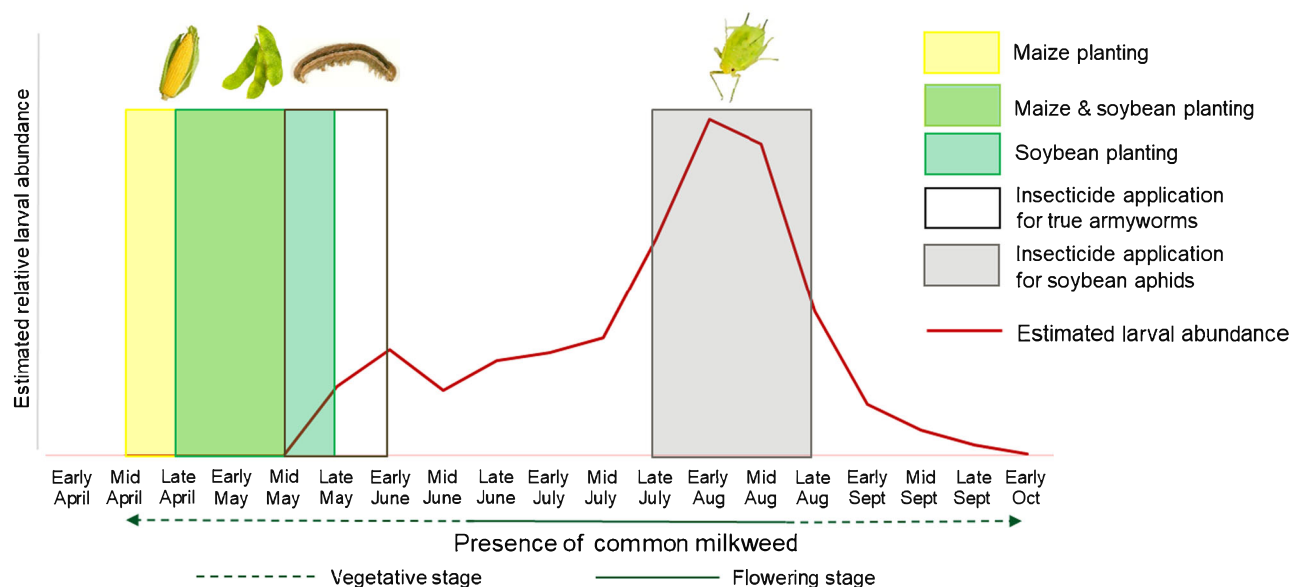 Estimated relative larval abundance
Maize planting
Maize & soybean planting
Soybean planting
Insecticide application
for true armyworms
Insecticide application
for soybean aphids
Estimated larval abundance
Early April
Mid April
Late April
Early May
Mid May
Late May
Early June
Mid June
Late June
Early July
Mid July
Late July
Early Aug
Mid Aug
Late Aug
Early Sept
Mid Sept
Late Sept
Early Oct
Presence of common milkweed
Vegetative stage
Flowering stage